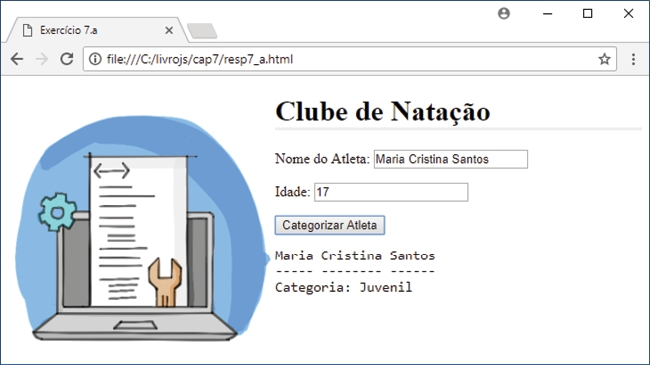 Exercício 7.a
file:///C:/livrojs/cap7/resp7_a.html
Clube de Natação
Nome do Atleta: Maria Cristina Santos
Idade: 17
Categorizar Atleta
Maria Cristina Santos
----- -------- ------
Categoria: Juvenil